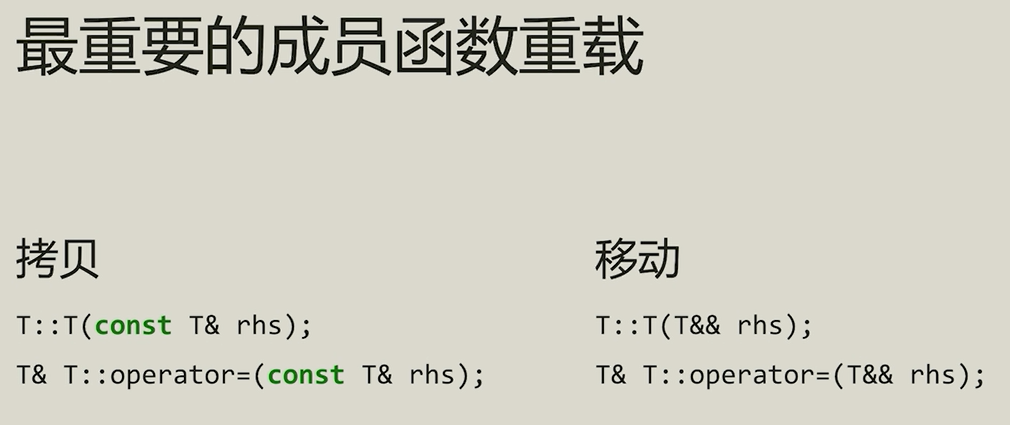 最重要的成员函数重载
拷贝
T::T(const T& rhs);
T& T::operator=(const T& rhs);
移动
T::T(T&& rhs);
T& T::operator=(T&& rhs);